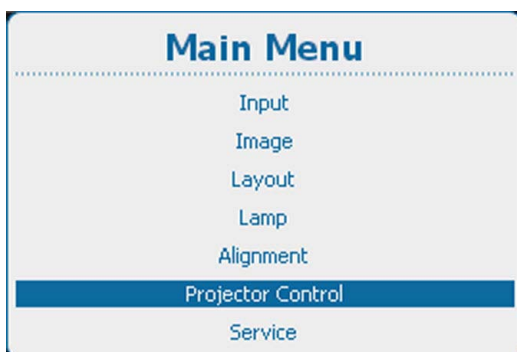 Main Menu
Input
Image
Layout
Lamp
Alignment
Projector Control
Service